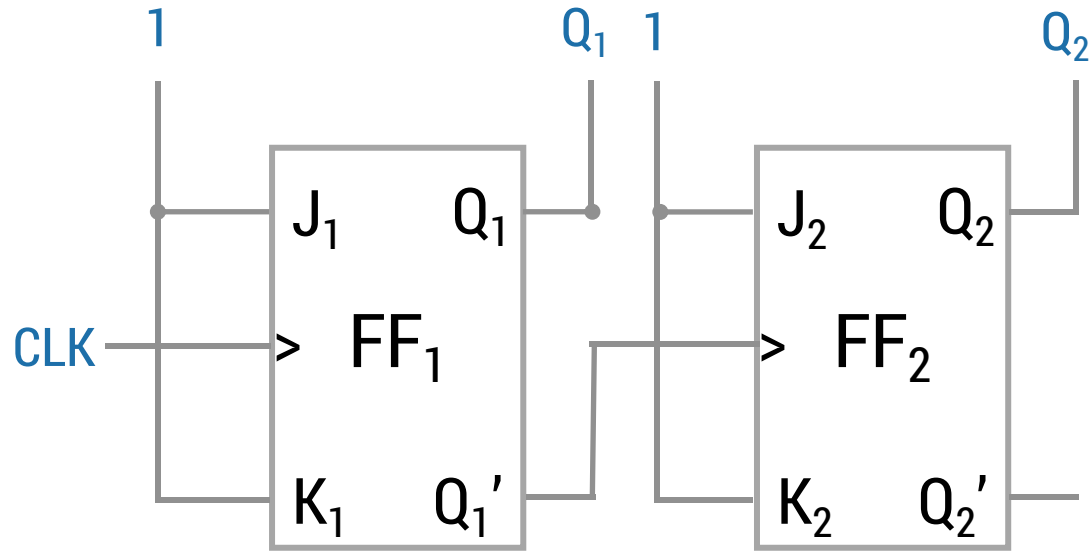 1 Q₁ 1 Q₂
J₁ Q₁ J₂ Q₂
CLK > FF₁ > FF₂
K₁ Q₁’ K₂ Q₂’